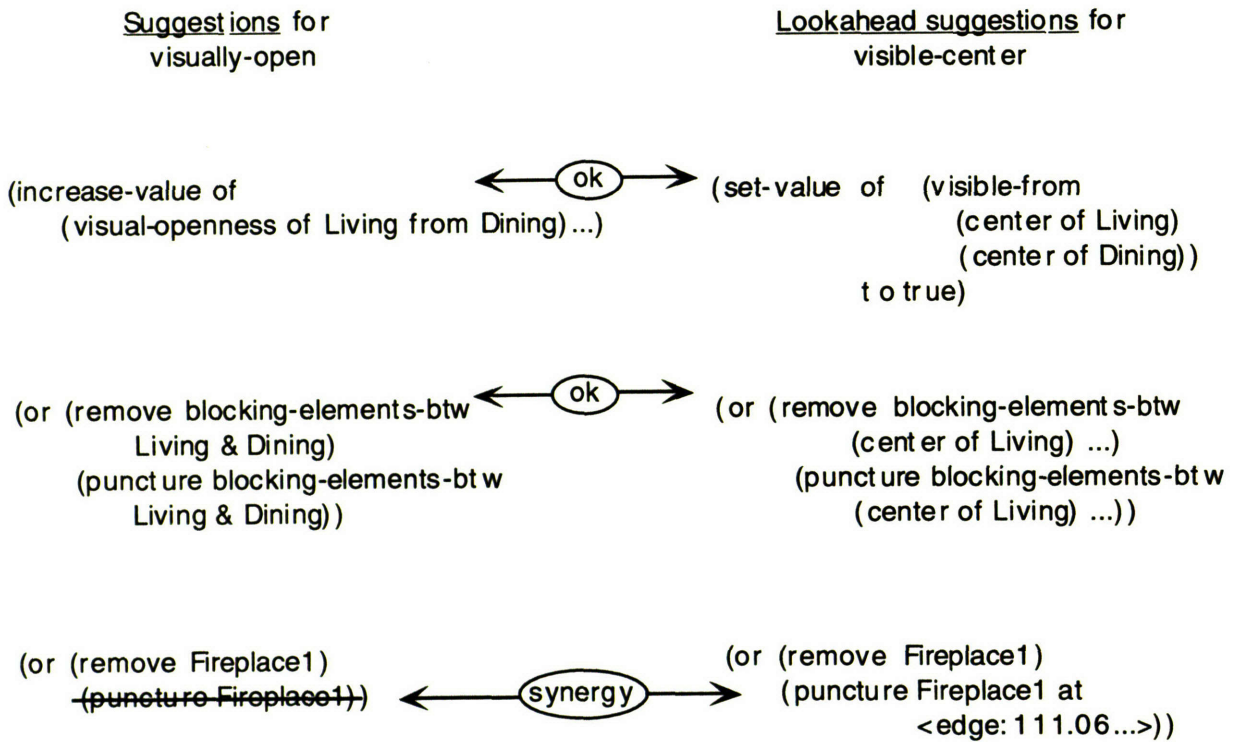 Suggestions for
visually-open
Lookahead suggestions for
visible-center
(increase-value of
(visual-openness of Living from Dining)...)
ok
(set-value of (visible-from
(center of Living)
(center of Dining))
to true)
(or (remove blocking-elements-btw
Living & Dining)
(puncture blocking-elements-btw
Living & Dining))
ok
(or (remove blocking-elements-btw
(center of Living) ...)
(puncture blocking-elements-btw
(center of Living) ...))
(or (remove Fireplace1)
(puncture Fireplace1))
synergy
(or (remove Fireplace1)
(puncture Fireplace1 at
<edge: 111.06...>))